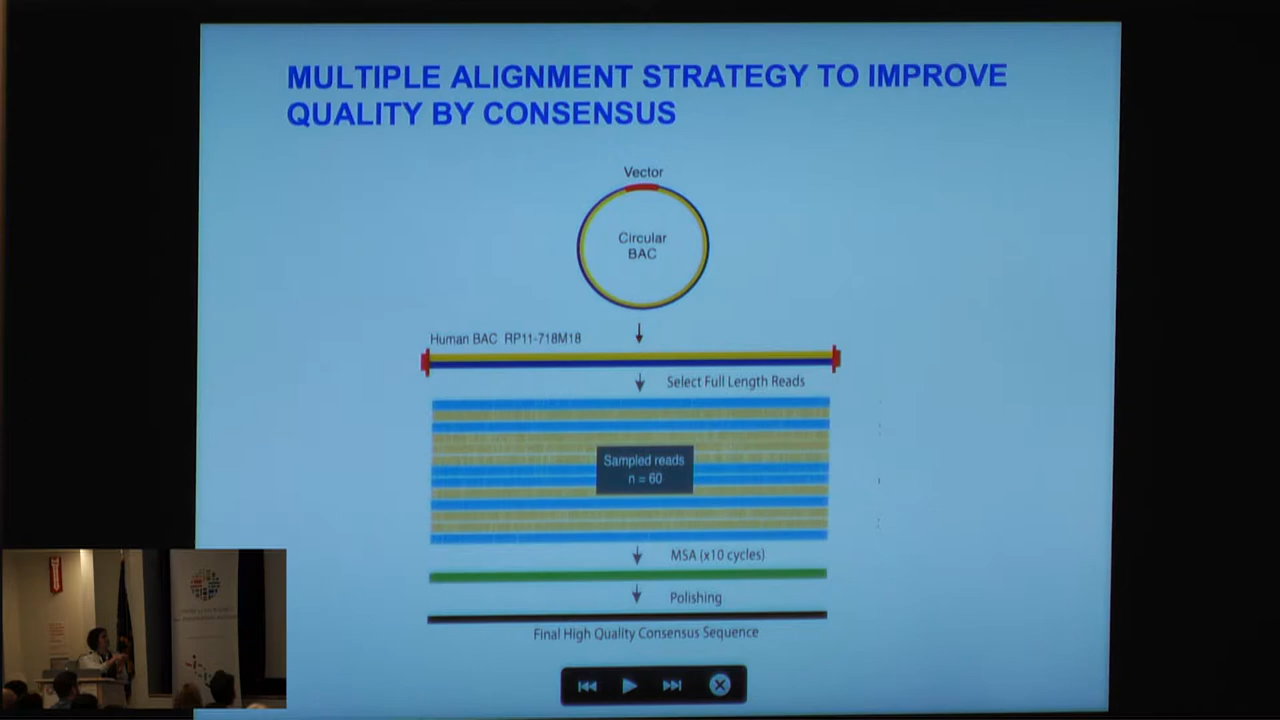 MULTIPLE ALIGNMENT STRATEGY TO IMPROVE
QUALITY BY CONSENSUS
Vector
Circular
BAC
Human BAC RP11-718M18
Select Full Length Reads
Sampled reads
n = 60
MSA (x10 cycles)
Polishing
Final High Quality Consensus Sequence